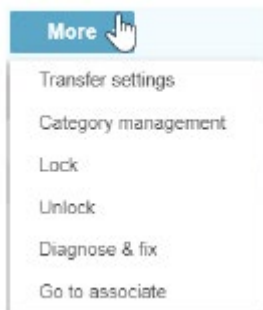 More
Transfer settings
Category management
Lock
Unlock
Diagnose & fix
Go to associate